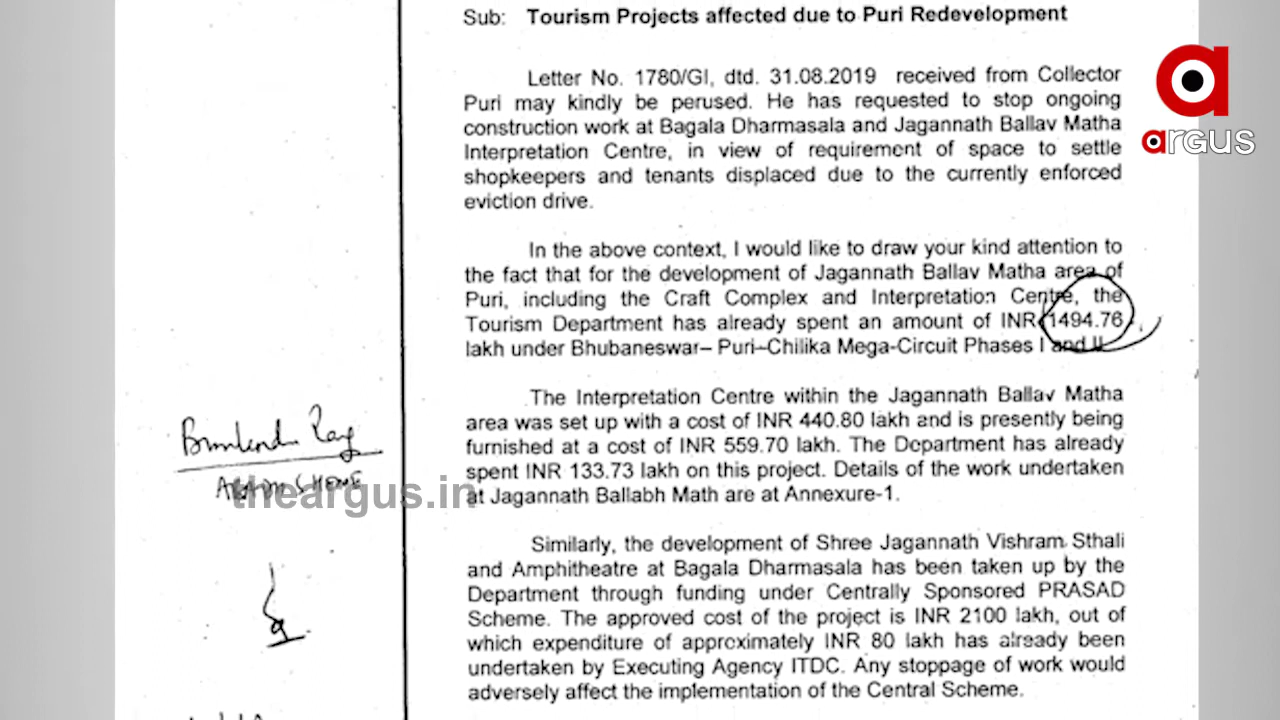 Sub: Tourism Projects affected due to Puri Redevelopment
Letter No. 1780/GI, dtd. 31.08.2019 received from Collector
Puri may kindly be perused. He has requested to stop ongoing
construction work at Bagala Dharmasala and Jagannath Ballav Matha
Interpretation Centre, in view of requirement of space to settle
shopkeepers and tenants displaced due to the currently enforced
eviction drive.
In the above context, I would like to draw your kind attention to
the fact that for the development of Jagannath Ballav Matha area of
Puri, including the Craft Complex and Interpretation Centre, the
Tourism Department has already spent an amount of INR 1494.76
lakh under Bhubaneswar– Puri–Chilika Mega-Circuit Phases I and II
The Interpretation Centre within the Jagannath Ballav Matha
area was set up with a cost of INR 440.80 lakh and is presently being
furnished at a cost of INR 559.70 lakh. The Department has already
spent INR 133.73 lakh on this project. Details of the work undertaken
at Jagannath Ballabh Math are at Annexure-1.
Similarly, the development of Shree Jagannath Vishram Sthali
and Amphitheatre at Bagala Dharmasala has been taken up by the
Department through funding under Centrally Sponsored PRASAD
Scheme. The approved cost of the project is INR 2100 lakh, out of
which expenditure of approximately INR 80 lakh has already been
undertaken by Executing Agency ITDC. Any stoppage of work would
adversely affect the implementation of the Central Scheme.
theargus.in
argus